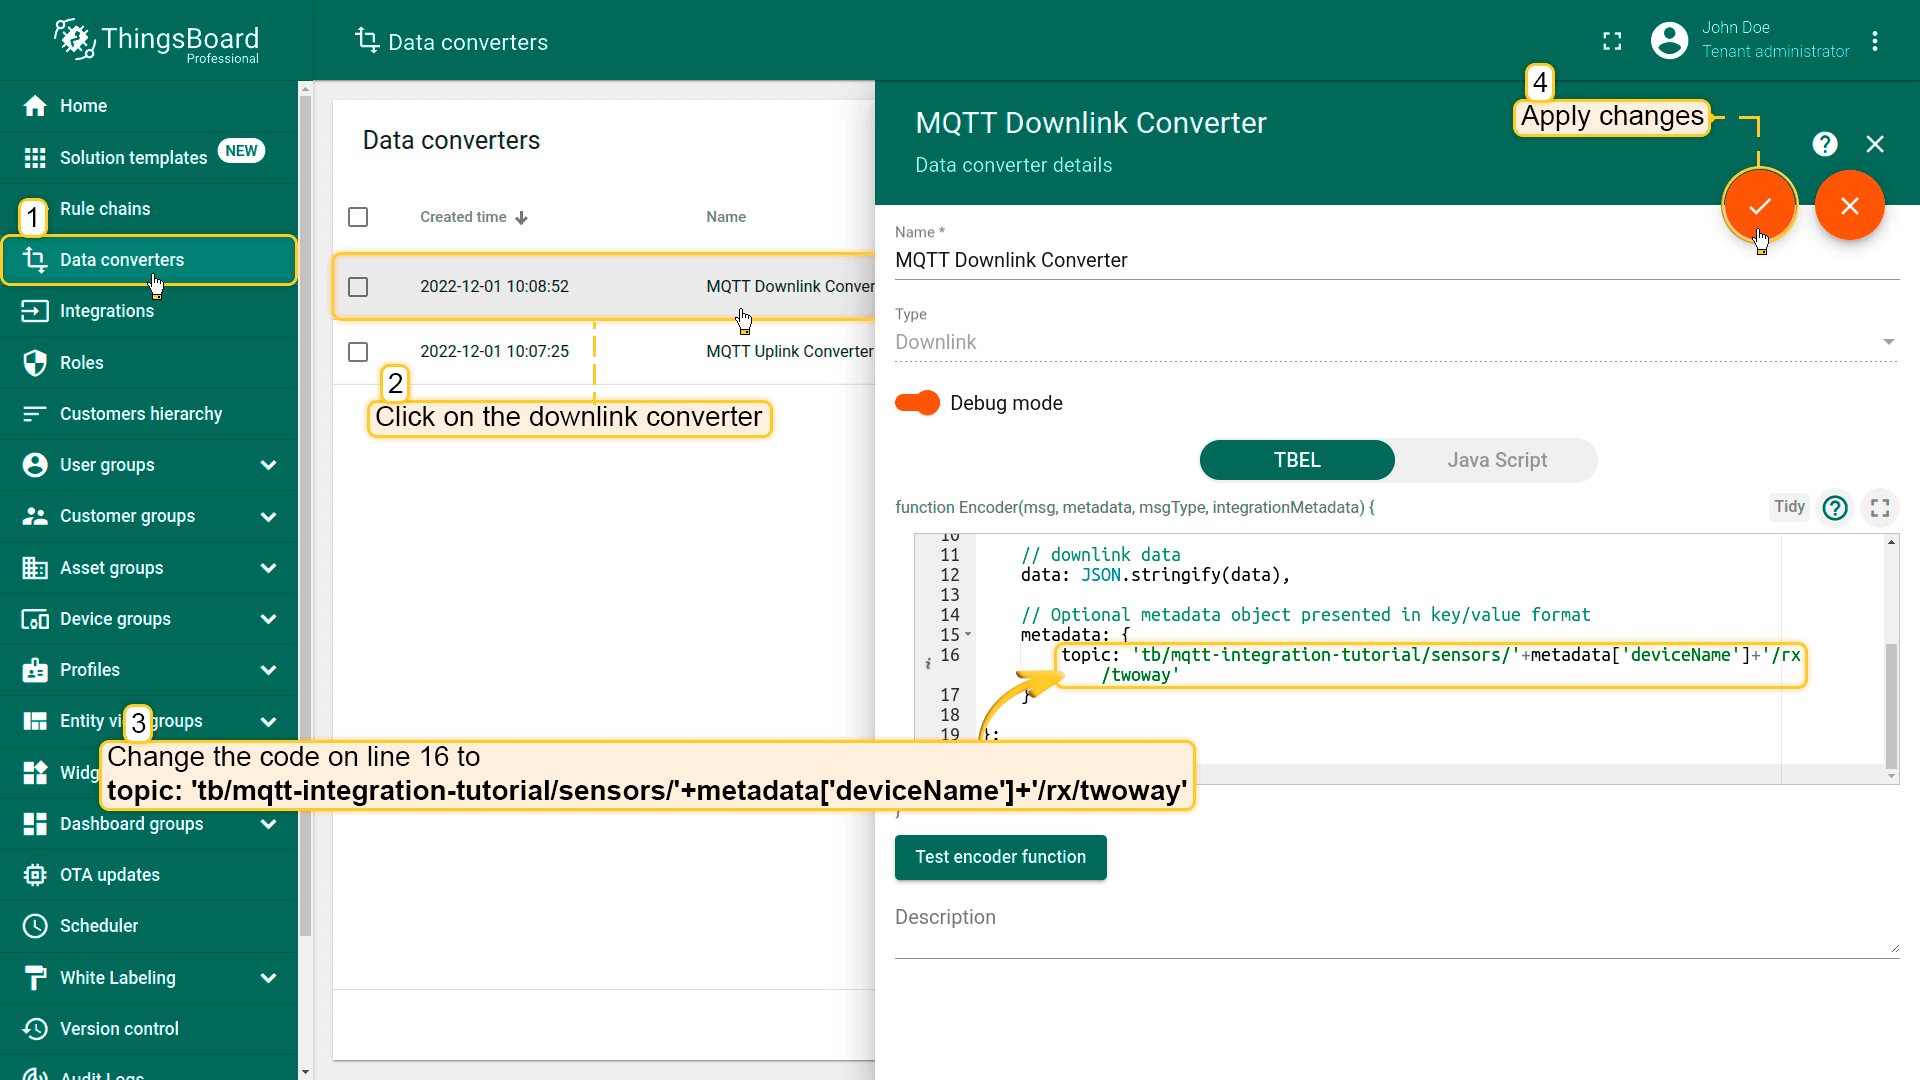 ThingsBoard
Professional
Data converters
John Doe
Tenant administrator
Home
Solution templates
NEW
1
Rule chains
Data converters
Integrations
Roles
Customers hierarchy
User groups
Customer groups
Asset groups
Device groups
Profiles
Dashboard groups
OTA updates
Scheduler
White Labeling
Version control
Audit Logs
Data converters
Created time
Name
2022-12-01 10:08:52
MQTT Downlink Conver
2022-12-01 10:07:25
MQTT Uplink Converter
2
Click on the downlink converter
3
Change the code on line 16 to
topic: 'tb/mqtt-integration-tutorial/sensors/'+metadata['deviceName']+'/rx/twoway'
MQTT Downlink Converter
Data converter details
4
Apply changes
Name *
MQTT Downlink Converter
Type
Downlink
Debug mode
TBEL
Java Script
function Encoder(msg, metadata, msgType, integrationMetadata) {
Tidy
10
11 // downlink data
12 data: JSON.stringify(data),
13
14 // Optional metadata object presented in key/value format
15 metadata: {
16 topic: 'tb/mqtt-integration-tutorial/sensors/'+metadata['deviceName']+'/rx
/twoway'
17 }
18
19 };
}
Test encoder function
Description